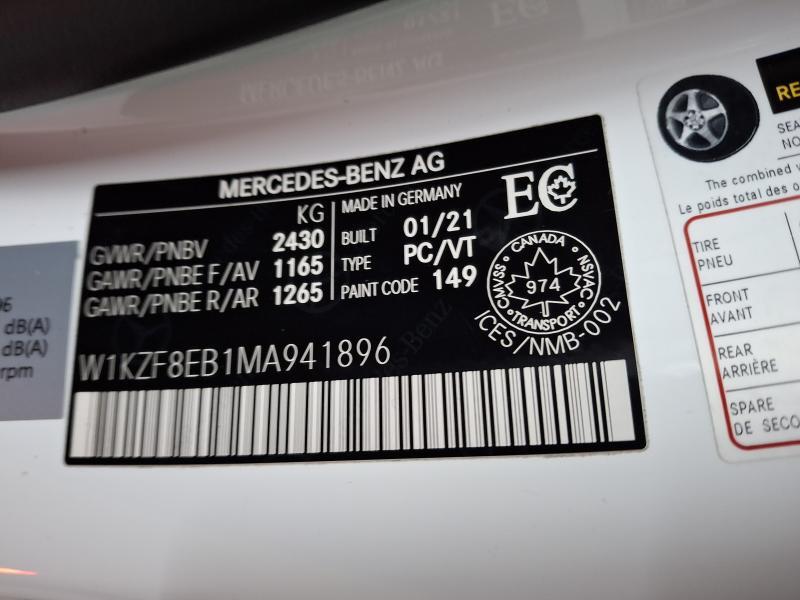 MERCEDES-BENZ AG
KG
GVWR/PNBV 2430
GAWR/PNBE F/AV 1165
GAWR/PNBE R/AR 1265
MADE IN GERMANY
BUILT 01/21
TYPE PC/VT
PAINT CODE 149
EC
CANADA
CMVSS
974
NSVAC
TRANSPORT
ICES/NMB-002
W1KZF8EB1MA941896
dB(A)
dB(A)
rpm
The combined
Le poids total des
TIRE
PNEU
FRONT
AVANT
REAR
ARRIÈRE
SPARE
DE